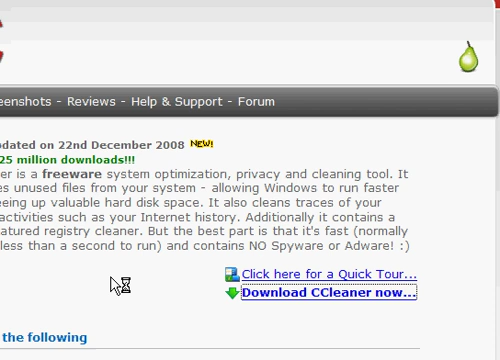 eenshots - Reviews - Help & Support - Forum
dated on 22nd December 2008 NEW!
25 million downloads!!!
er is a freeware system optimization, privacy and cleaning tool. It
es unused files from your system - allowing Windows to run faster
eeing up valuable hard disk space. It also cleans traces of your
activities such as your Internet history. Additionally it contains a
atured registry cleaner. But the best part is that it's fast (normally
less than a second to run) and contains NO Spyware or Adware! :)
Click here for a Quick Tour...
Download CCleaner now...
the following